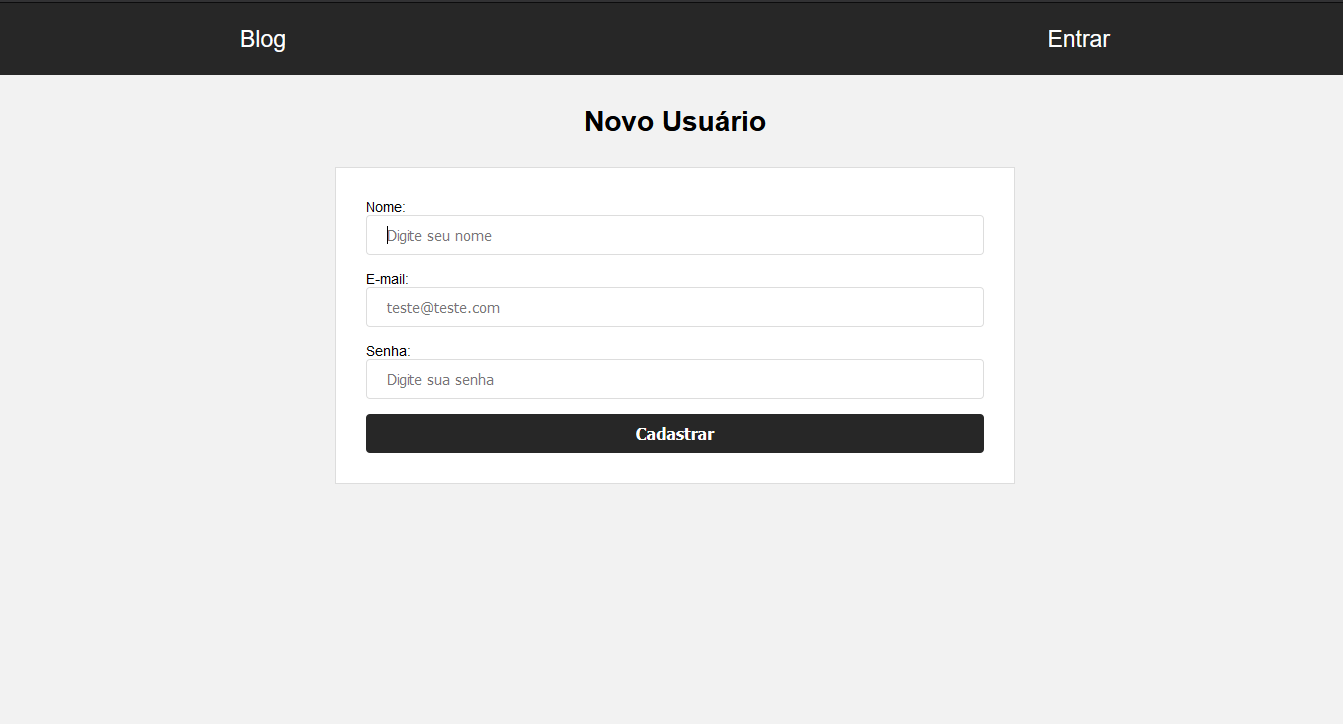 Blog Entrar
Novo Usuário
Nome:
Digite seu nome
E-mail:
teste@teste.com
Senha:
Digite sua senha
Cadastrar